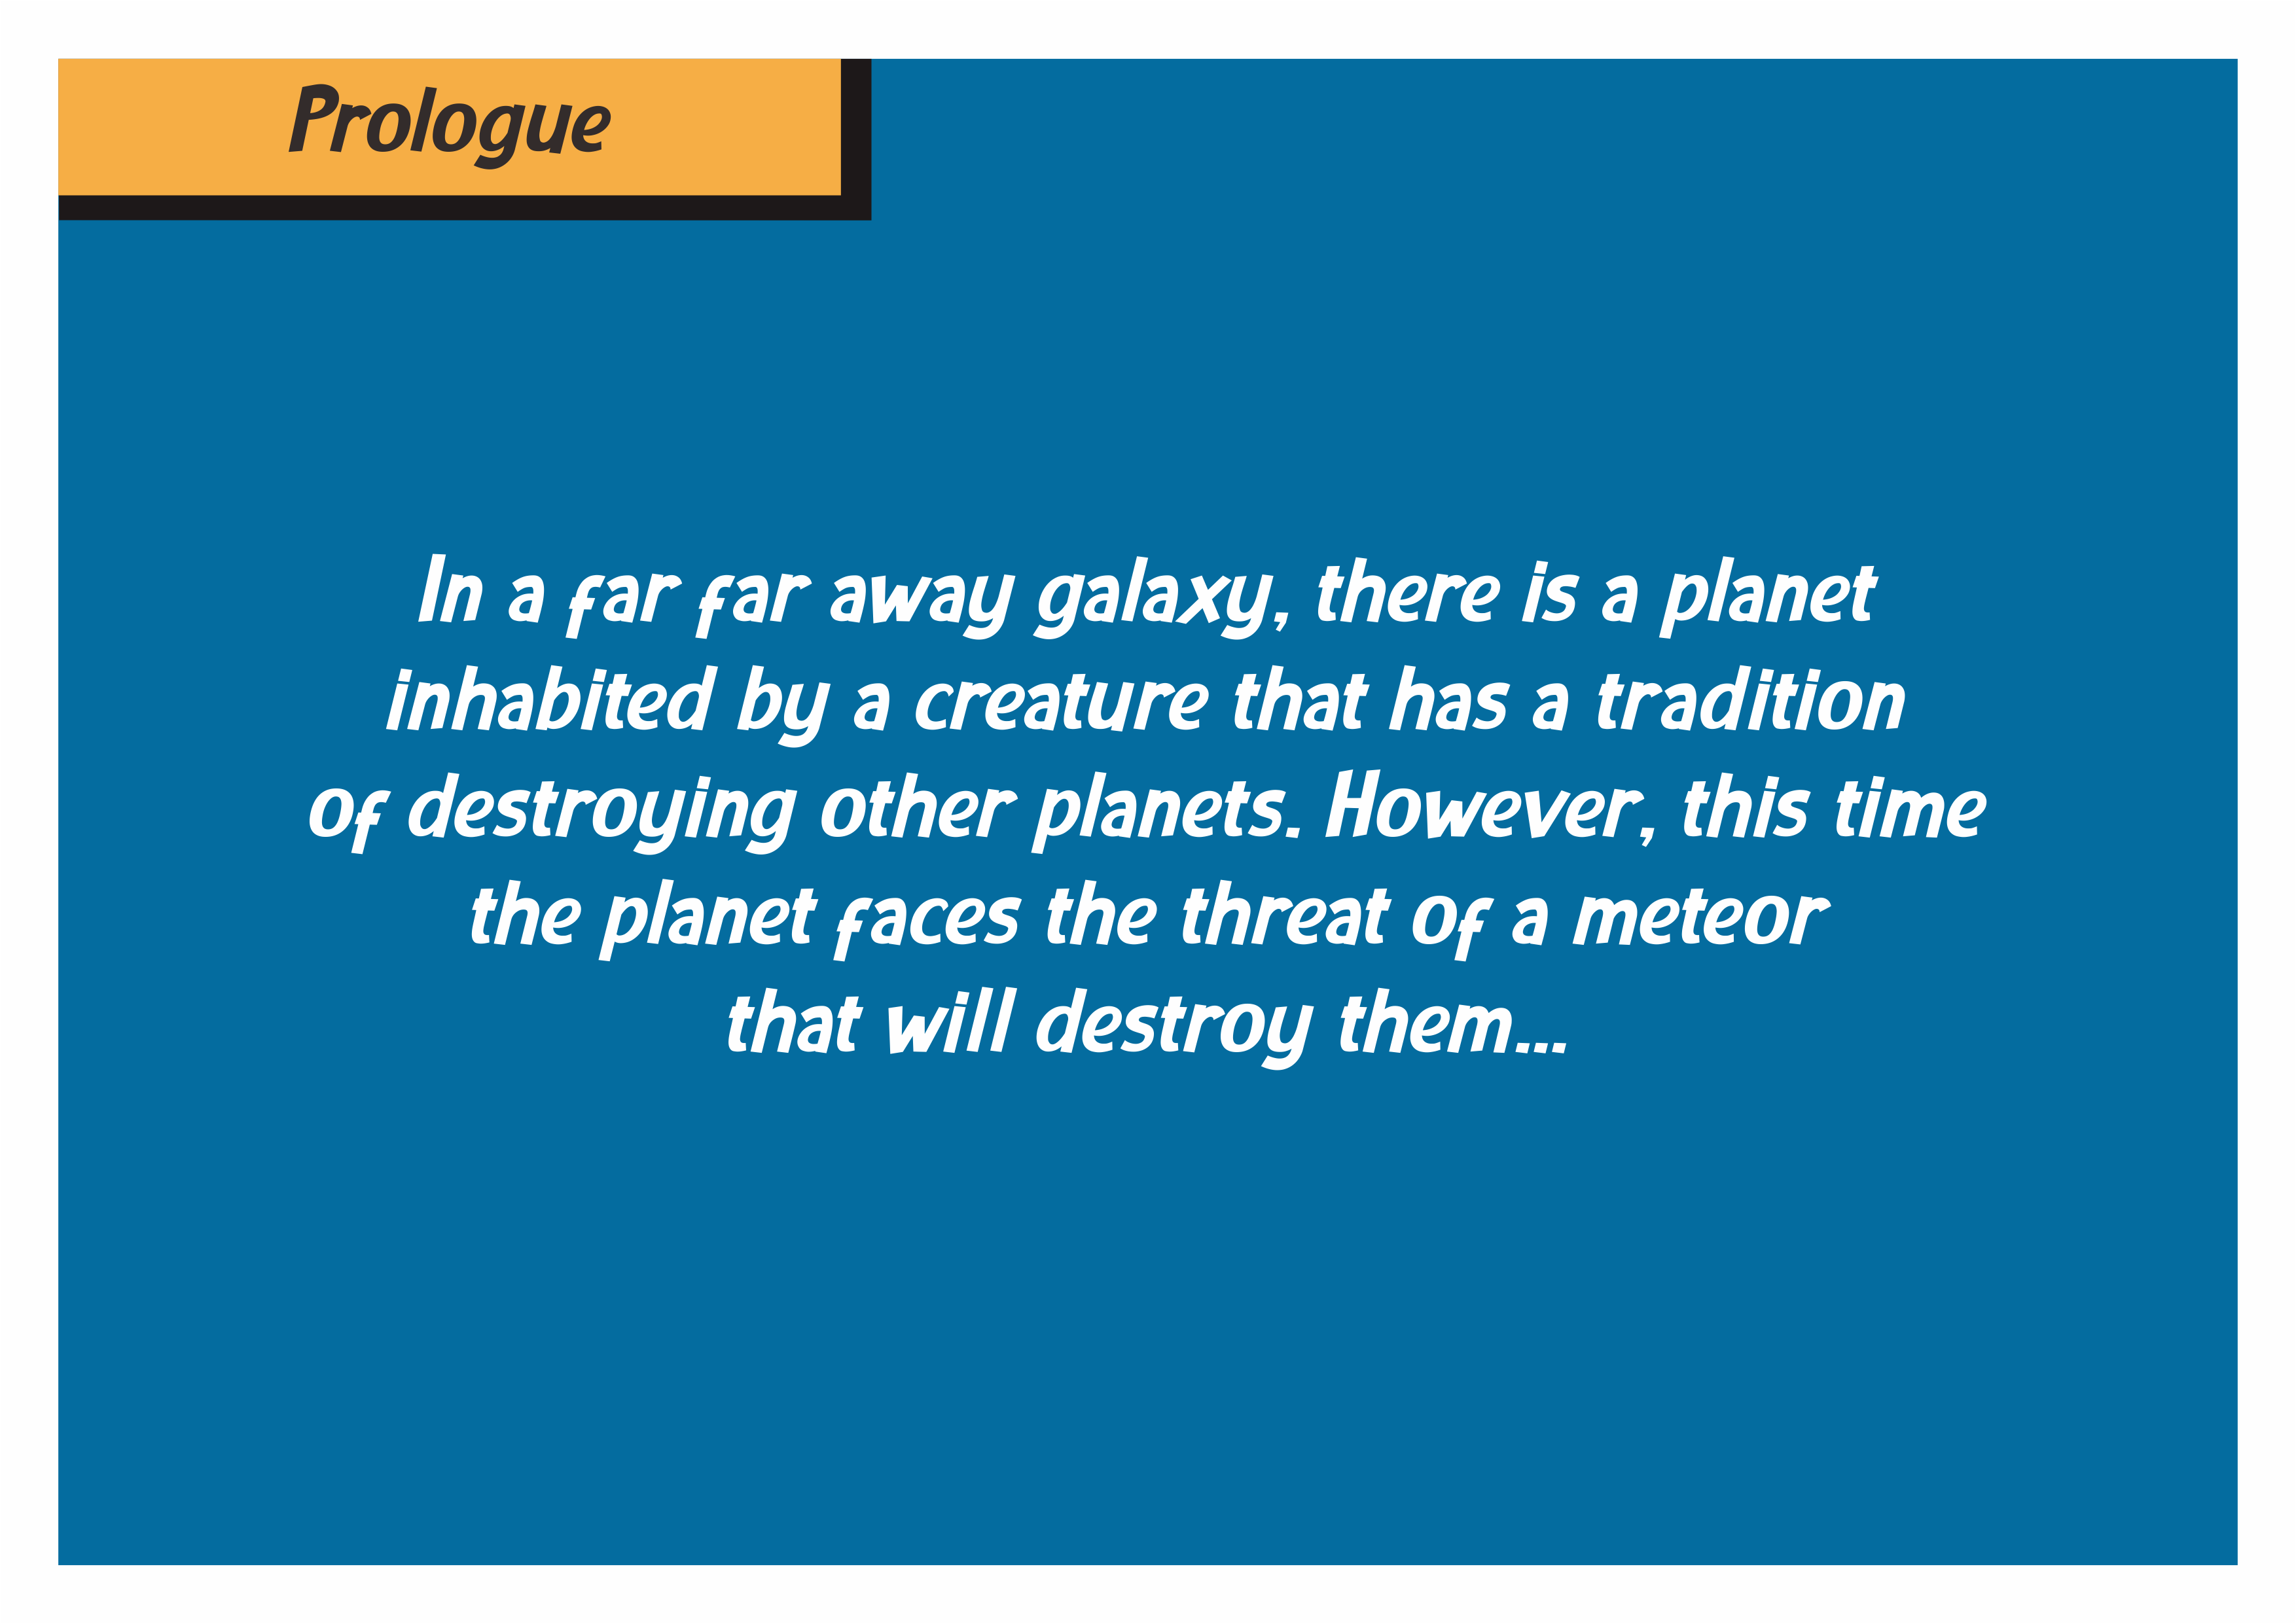 Prologue
In a far far away galaxy, there is a planet
inhabited by a creature that has a tradition
of destroying other planets. However, this time
the planet faces the threat of a meteor
that will destroy them...